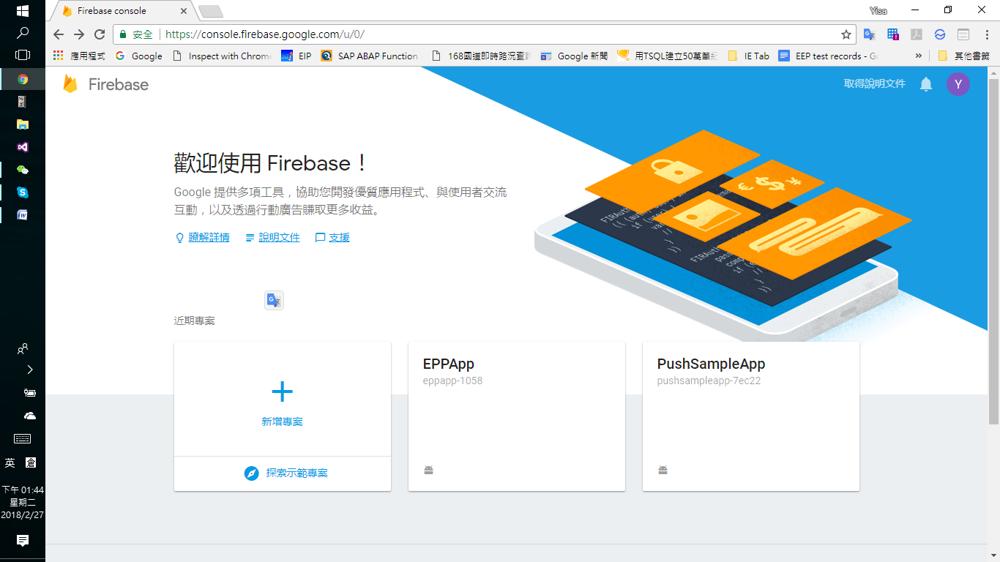 Firebase console
Yisa
安全
https://console.firebase.google.com/u/0/
應用程式
Google
Inspect with Chrome
EIP
SAP ABAP Function
168國道即時路況查
Google 新聞
用TSQL建立50萬筆
IE Tab
EEP test records - G
»
其他書籤
Firebase
取得說明文件
Y
歡迎使用 Firebase！
Google 提供多項工具，協助您開發優質應用程式、與使用者交流
互動，以及透過行動廣告賺取更多收益。
瞭解詳情
說明文件
支援
近期專案
新增專案
探索示範專案
EPPApp
eppapp-1058
PushSampleApp
pushsampleapp-7ec22
英
倉
下午 01:44
星期二
2018/2/27